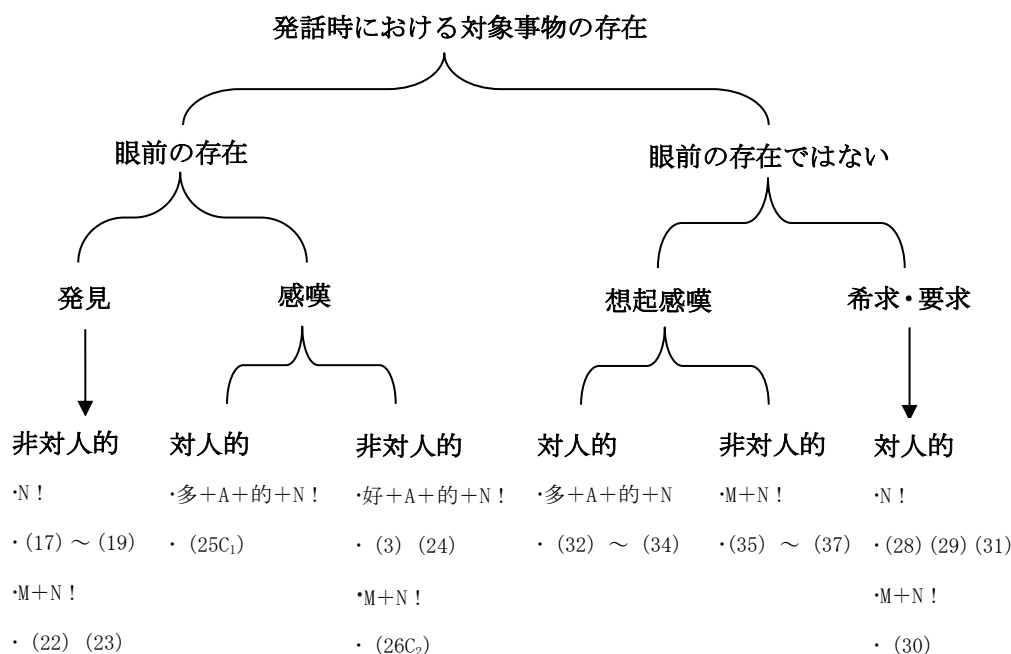 発話時における対象事物の存在
眼前の存在
眼前の存在ではない
発見
感嘆
想起感嘆
希求・要求
非対人的
対人的
非対人的
対人的
非対人的
対人的
·N！
·多＋A＋的＋N！
·好＋A＋的＋N！
·多＋A＋的＋N
·M＋N！
·N！
·(17)～(19)
·(25C₁)
·(3) (24)
·(32) ～ (34)
·(35) ～ (37)
·(28)(29)(31)
·M＋N！
·M＋N！
·M＋N！
·(22) (23)
·(26C₂)
·(30)